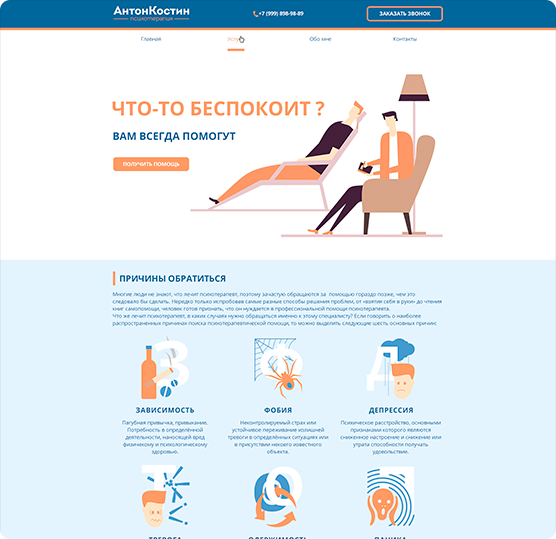 АнтонКостин
психотерапия
+7 (999) 898-98-89
ЗАКАЗАТЬ ЗВОНОК
Главная
Услуги
Обо мне
Контакты
ЧТО-ТО БЕСПОКОИТ ?
ВАМ ВСЕГДА ПОМОГУТ
ПОЛУЧИТЬ ПОМОЩЬ
ПРИЧИНЫ ОБРАТИТЬСЯ
Многие люди не знают, что лечит психотерапевт, поэтому зачастую обращаются за помощью гораздо позже, чем это
следовало бы сделать. Нередко только испробовав самые разные способы решения проблем, от «взятия себя в руки» до чтения
книг самопомощи, человек готов признать, что он нуждается в профессиональной помощи психотерапевта.
Что же лечит психотерапевт, в каких случаях нужно обращаться именно к этому специалисту? Если говорить о наиболее
распространенных причинах поиска психотерапевтической помощи, то можно выделить следующие шесть основных причин:
З
Ф
Д
ЗАВИСИМОСТЬ
ФОБИЯ
ДЕПРЕССИЯ
Пагубная привычка, привыкание.
Потребность в определённой
деятельности, наносящей вред
физическому и психическому
здоровью.
Неконтролируемый страх или
устойчивое переживание излишней
тревоги в определённых ситуациях или
в присутствии некоего известного
объекта.
Психическое расстройство, основными
признаками которого являются
сниженное настроение и снижение или
утрата способности получать
удовольствие.
Т
О
П
ТРЕВОГА
ОДЕРЖИМОСТЬ
ПАНИКА